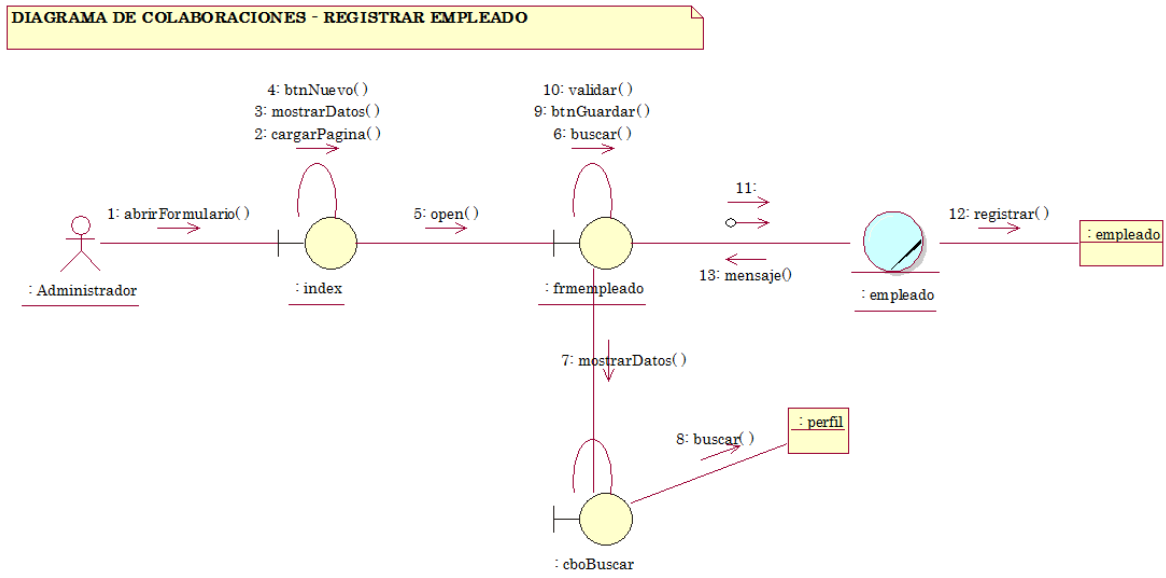 DIAGRAMA DE COLABORACIONES - REGISTRAR EMPLEADO
4: btnNuevo( )
3: mostrarDatos( )
2: cargarPagina( )
10: validar( )
9: btnGuardar( )
6: buscar( )
1: abrirFormulario( )
5: open( )
11:
12: registrar( )
: empleado
13: mensaje()
: Administrador
: index
: frmempleado
: empleado
7: mostrarDatos( )
: perfil
8: buscar( )
: cboBuscar